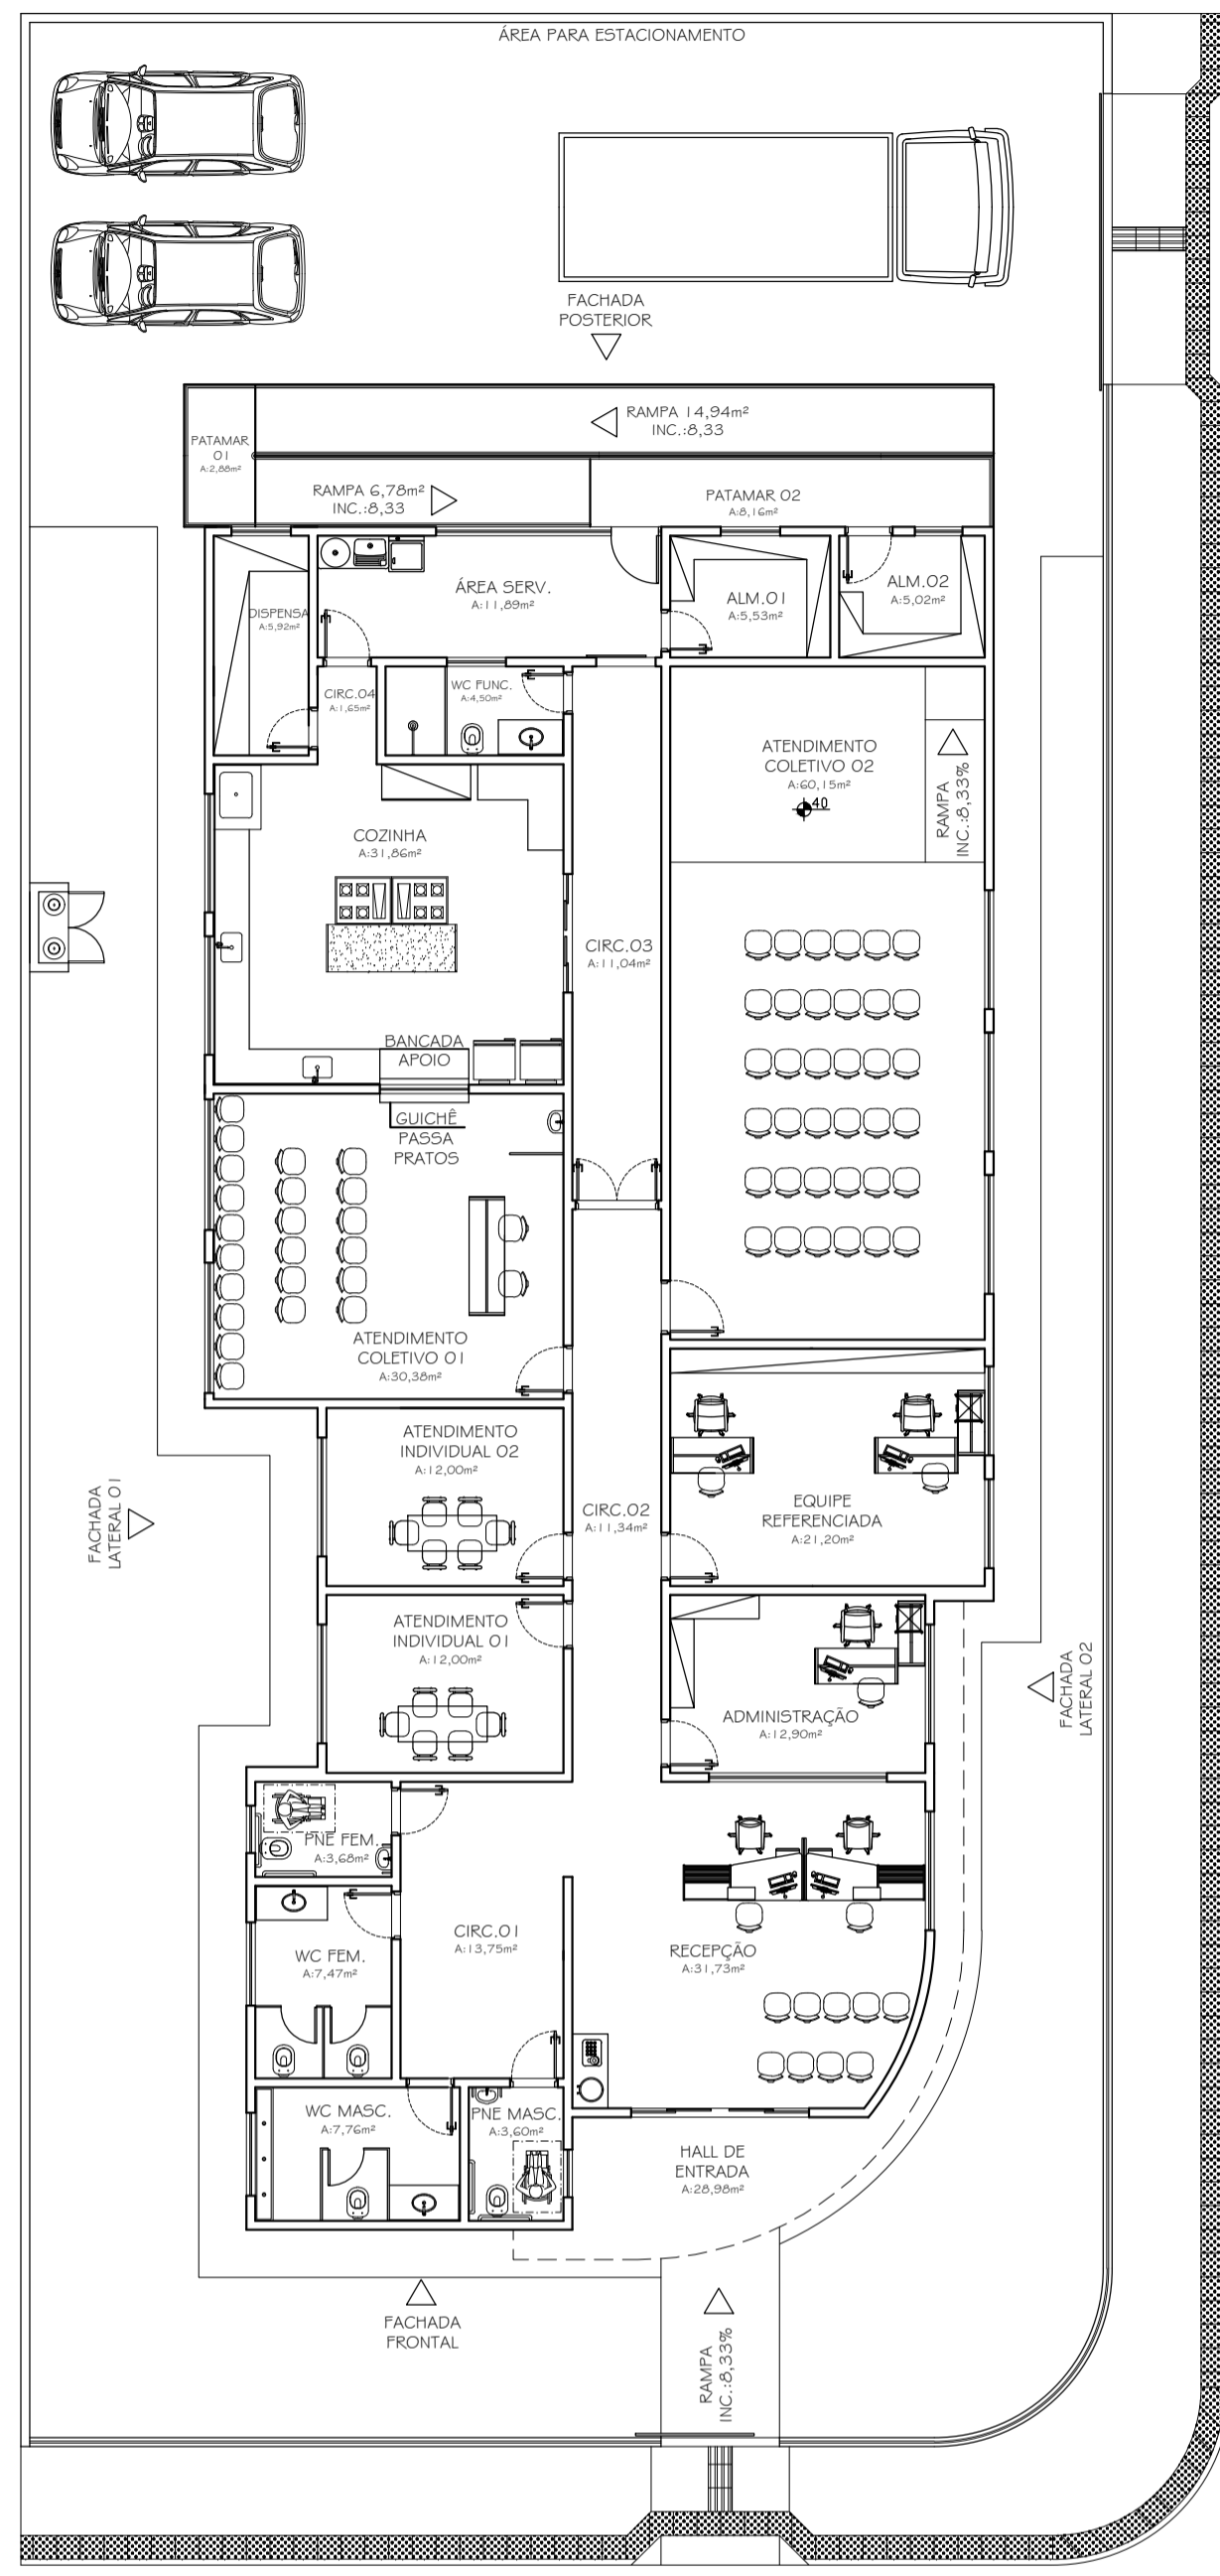 ÁREA PARA ESTACIONAMENTO
FACHADA
POSTERIOR
RAMPA 14,94m²
INC.:8,33
PATAMAR
01
A:2,88m²
RAMPA 6,78m²
INC.:8,33
PATAMAR 02
A:8,16m²
DISPENSA
A:5,92m²
ÁREA SERV.
A:11,89m²
ALM.01
A:5,53m²
ALM.02
A:5,02m²
CIRC.04
A:1,65m²
WC FUNC.
A:4,50m²
ATENDIMENTO
COLETIVO 02
A:60,15m²
40
RAMPA
INC.:8,33%
COZINHA
A:31,86m²
CIRC.03
A:11,04m²
BANCADA
APOIO
GUICHÊ
PASSA
PRATOS
ATENDIMENTO
COLETIVO 01
A:30,38m²
ATENDIMENTO
INDIVIDUAL 02
A:12,00m²
CIRC.02
A:11,34m²
EQUIPE
REFERENCIADA
A:21,20m²
FACHADA
LATERAL 01
ATENDIMENTO
INDIVIDUAL 01
A:12,00m²
ADMINISTRAÇÃO
A:12,90m²
FACHADA
LATERAL 02
PNE FEM.
A:3,68m²
WC FEM.
A:7,47m²
CIRC.01
A:13,75m²
RECEPÇÃO
A:31,73m²
WC MASC.
A:7,76m²
PNE MASC.
A:3,60m²
HALL DE
ENTRADA
A:28,98m²
FACHADA
FRONTAL
RAMPA
INC.:8,33%